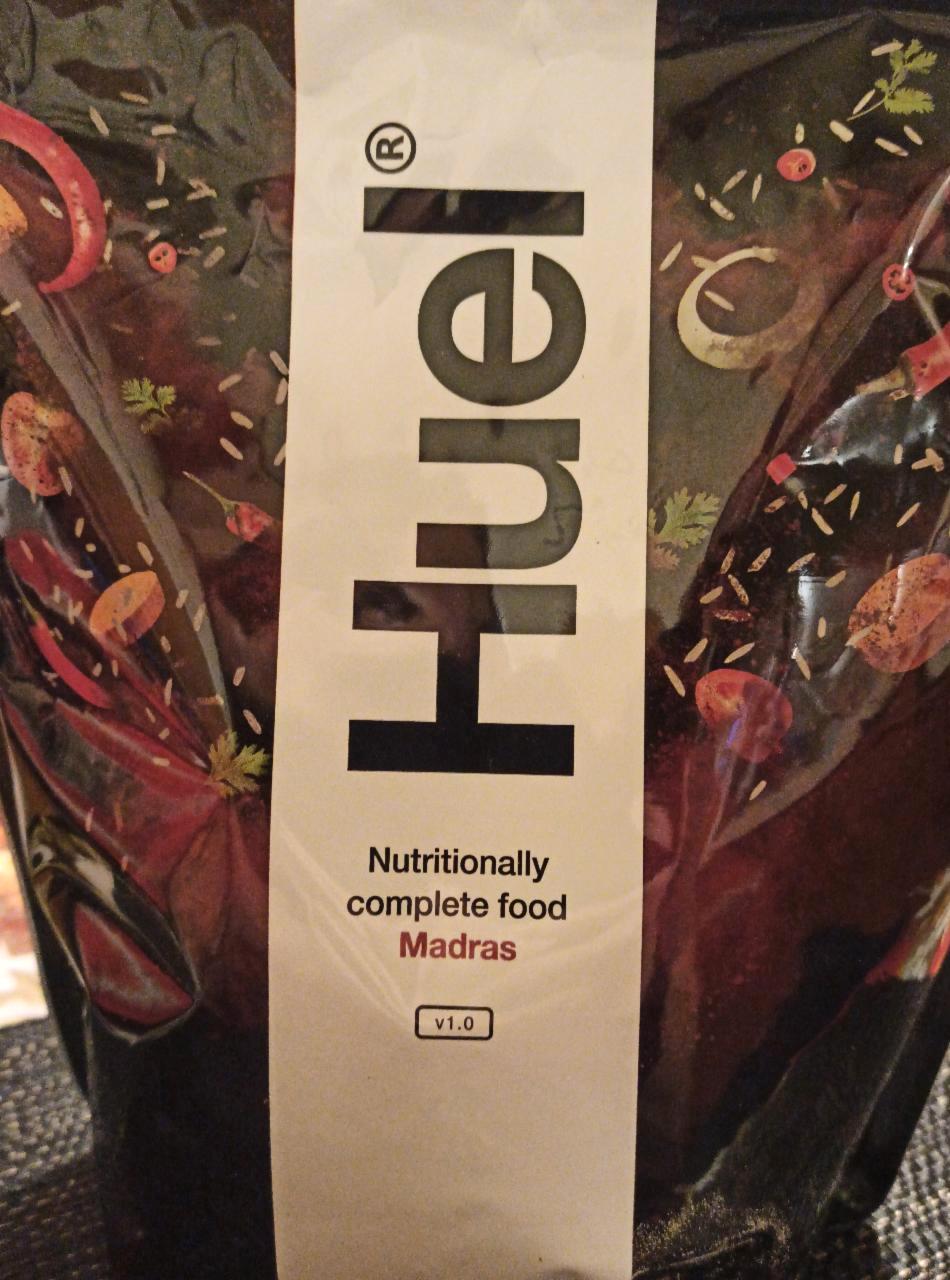 Huel®
Nutritionally
complete food
Madras
v1.0